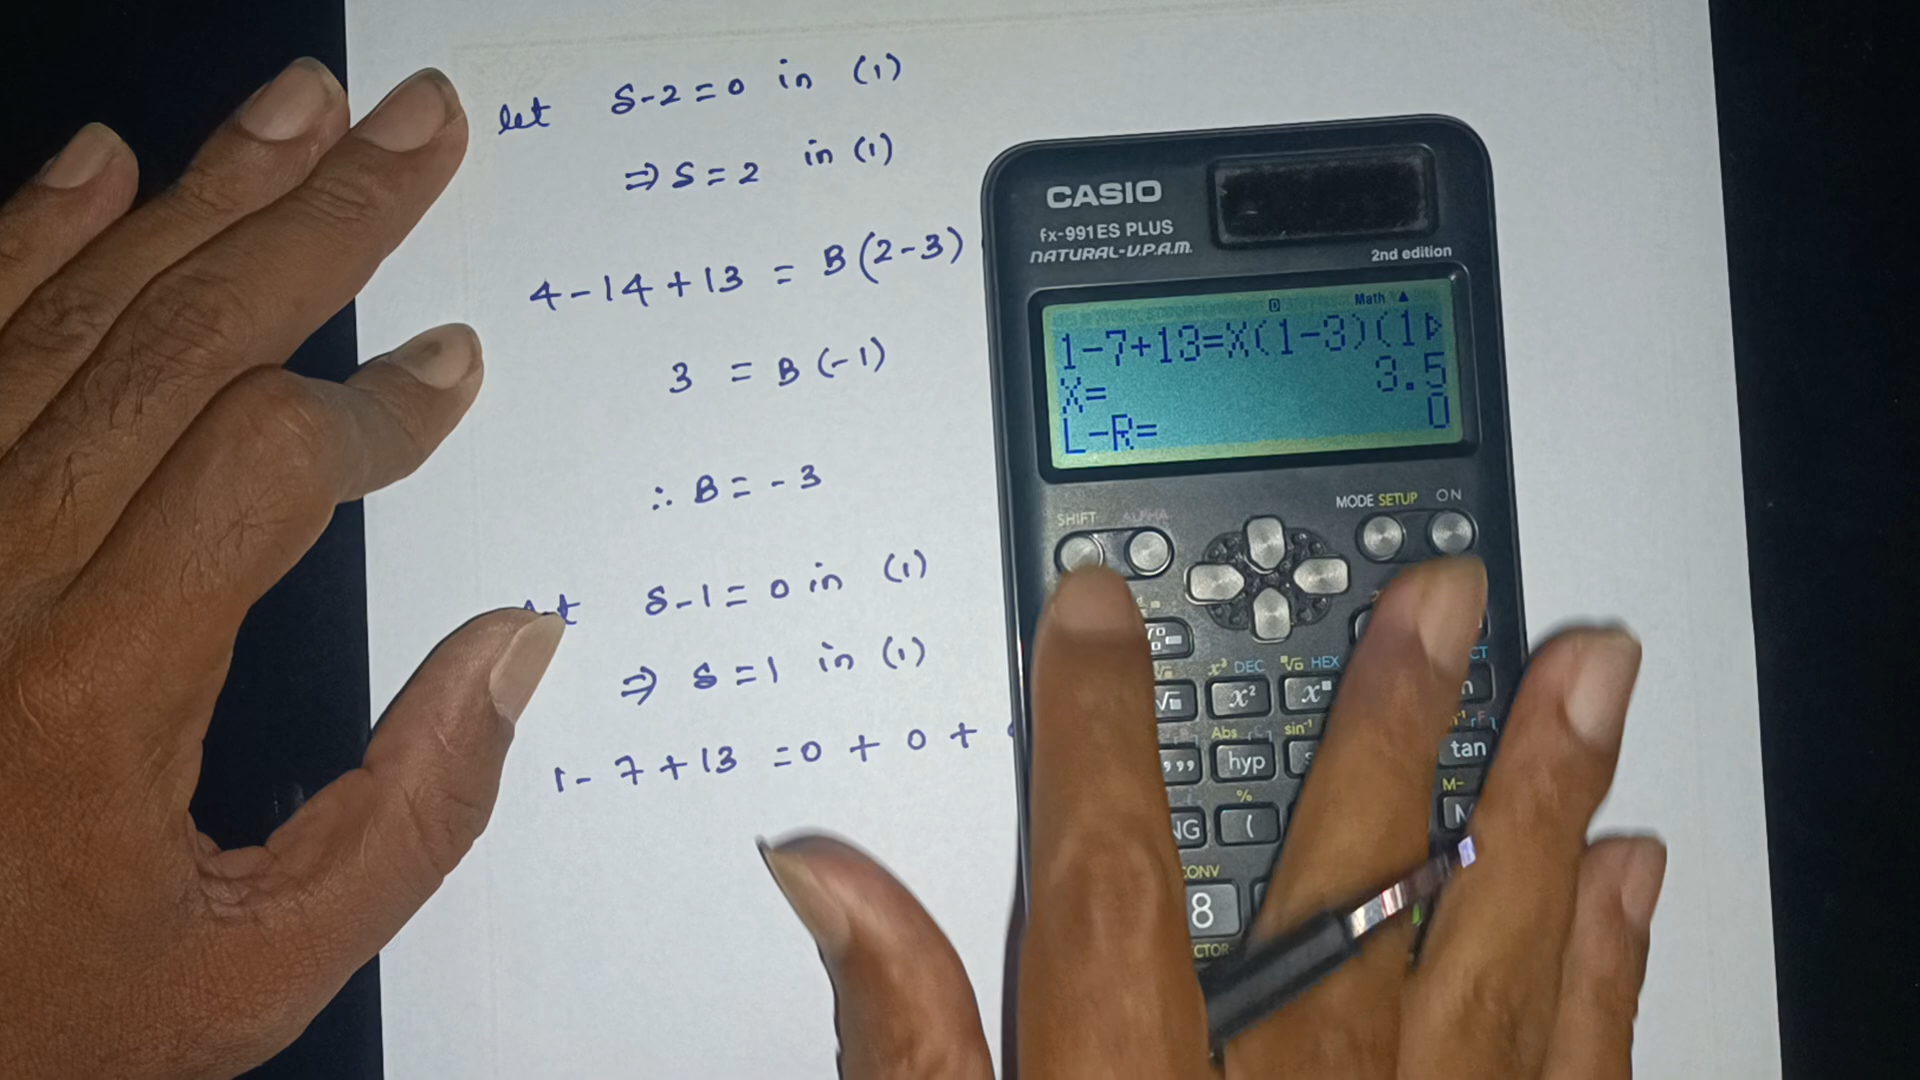 let s-2=0 in (1)
⇒ s=2 in (1)
4-14+13 = B(2-3)
3 = B(-1)
∴ B = -3
s-1=0 in (1)
⇒ s=1 in (1)
1-7+13 =0+0+
CASIO
fx-991ES PLUS
NATURAL-V.P.A.M.
2nd edition
D Math ▲
1-7+13=X(1-3)(1▷
X= 3.5
L-R= 0
MODE SETUP ON
SHIFT ALPHA
x³ DEC HEX
x² x■
Abs sin⁻¹
hyp tan
% M-
(
8